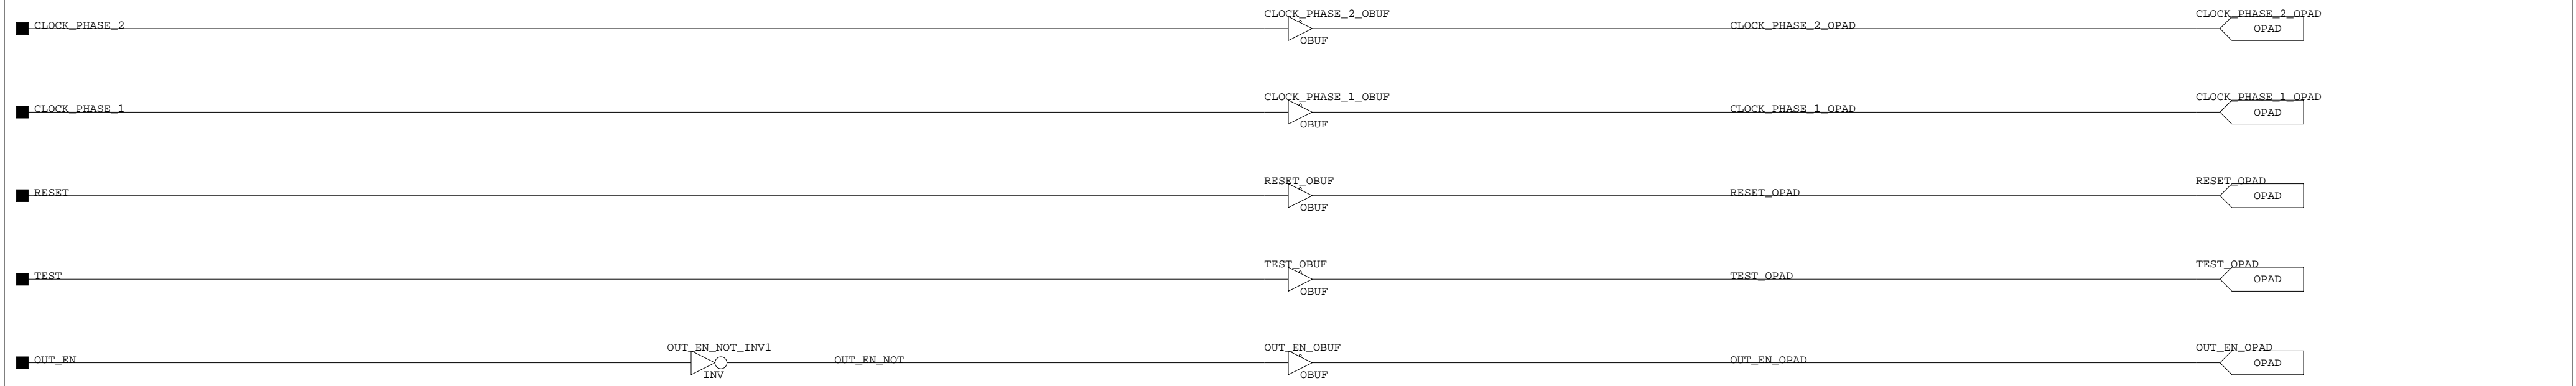 CLOCK_PHASE_2_OBUF CLOCK_PHASE_2_OPAD
CLOCK_PHASE_2 CLOCK_PHASE_2_OPAD OPAD
OBUF
CLOCK_PHASE_1_OBUF CLOCK_PHASE_1_OPAD
CLOCK_PHASE_1 CLOCK_PHASE_1_OPAD OPAD
OBUF
RESET_OBUF RESET_OPAD
RESET RESET_OPAD OPAD
OBUF
TEST_OBUF TEST_OPAD
TEST TEST_OPAD OPAD
OBUF
OUT_EN_NOT_INV1 OUT_EN_OBUF OUT_EN_OPAD
OUT_EN OUT_EN_NOT OUT_EN_OPAD OPAD
INV OBUF